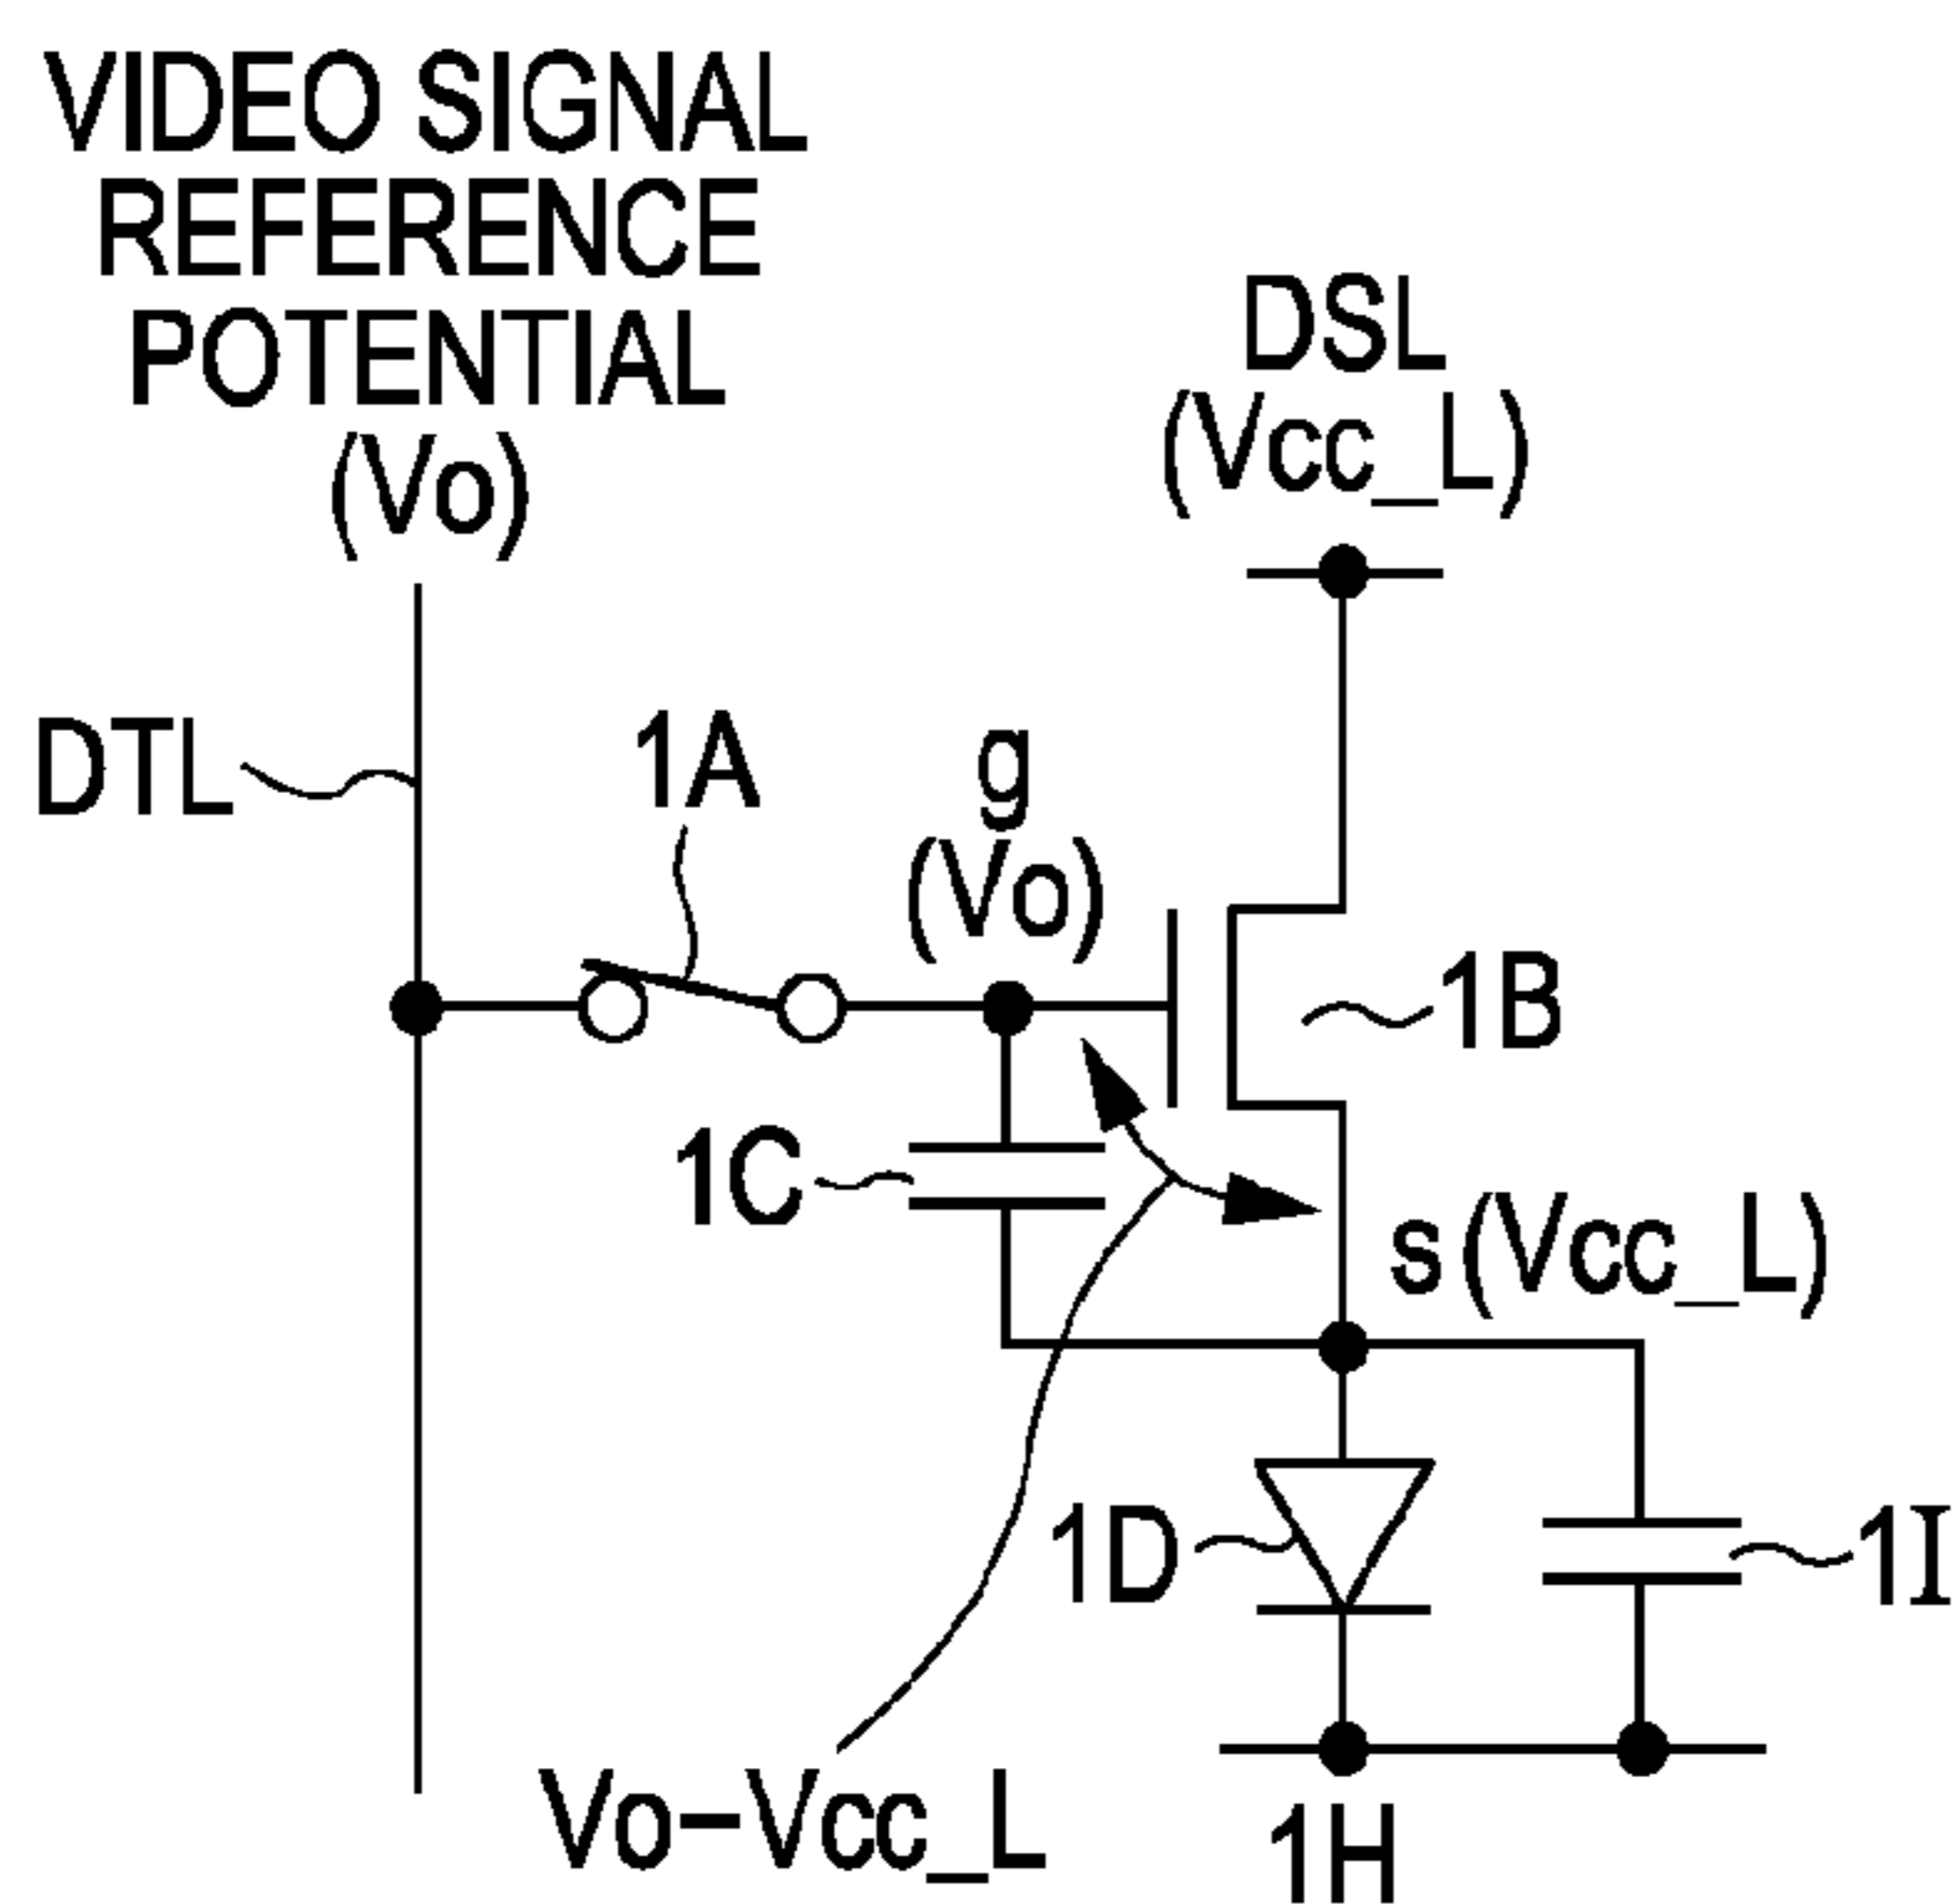 VIDEO SIGNAL
REFERENCE
POTENTIAL
(Vo)
DSL
(Vcc_L)
DTL
1A
g
(Vo)
1B
1C
s (Vcc_L)
1D
1I
Vo–Vcc_L
1H